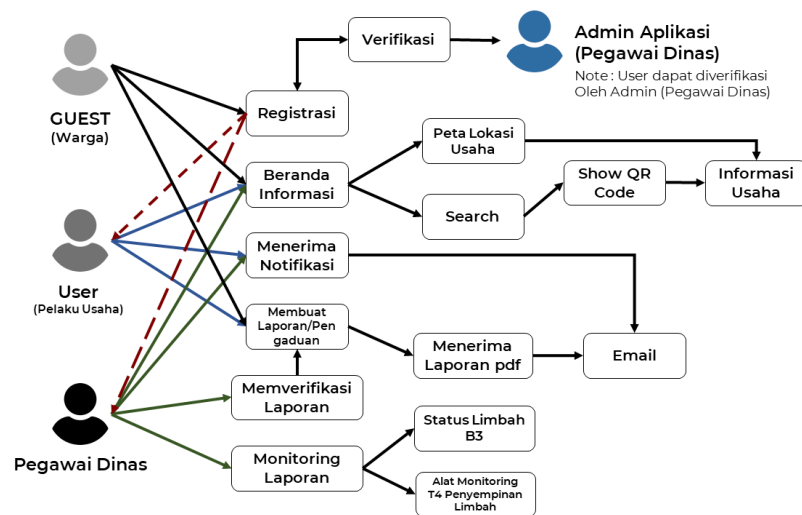 Verifikasi
Admin Aplikasi
(Pegawai Dinas)
Note : User dapat diverifikasi
Oleh Admin (Pegawai Dinas)
GUEST
(Warga)
Registrasi
Peta Lokasi
Usaha
Beranda
Informasi
Show QR
Code
Informasi
Usaha
Search
User
(Pelaku Usaha)
Menerima
Notifikasi
Membuat
Laporan/Pen
gaduan
Menerima
Laporan pdf
Email
Memverifikasi
Laporan
Pegawai Dinas
Monitoring
Laporan
Status Limbah
B3
Alat Monitoring
T4 Penyempinan
Limbah